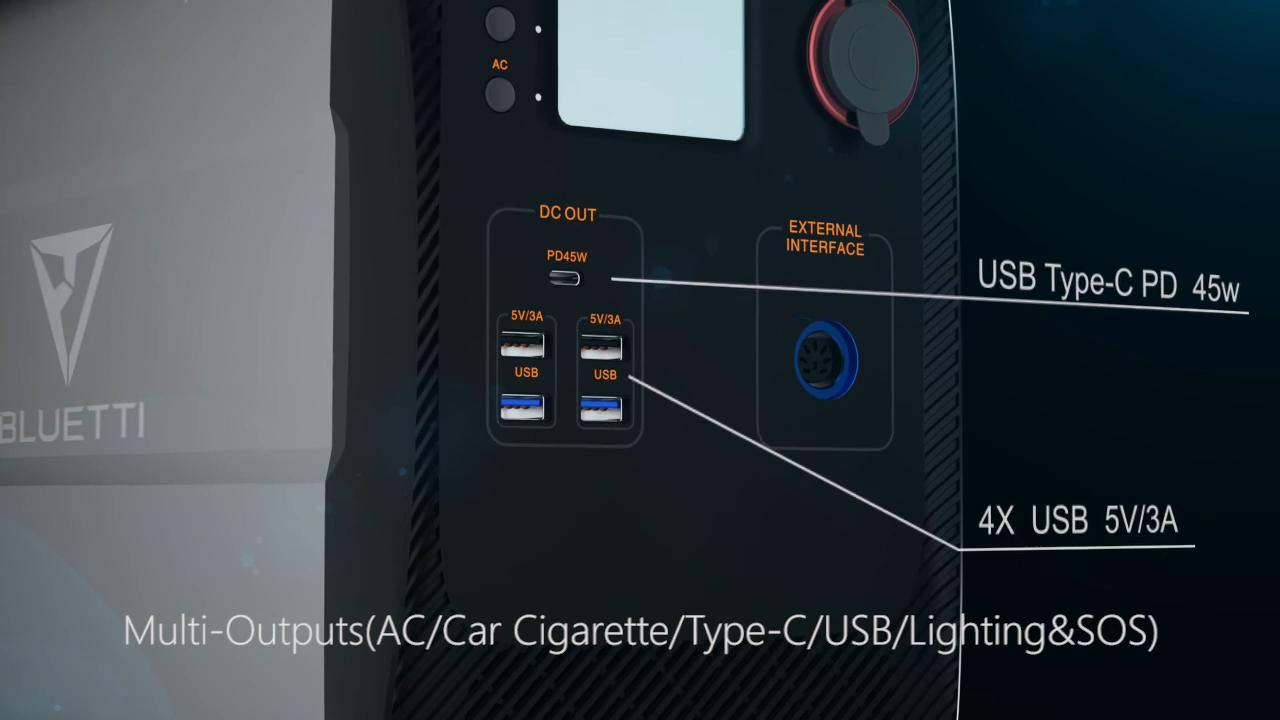 AC
DC OUT
PD45W
5V/3A
5V/3A
USB
USB
EXTERNAL
INTERFACE
USB Type-C PD 45w
4X USB 5V/3A
BLUETTI
Multi-Outputs(AC/Car Cigarette/Type-C/USB/Lighting&SOS)